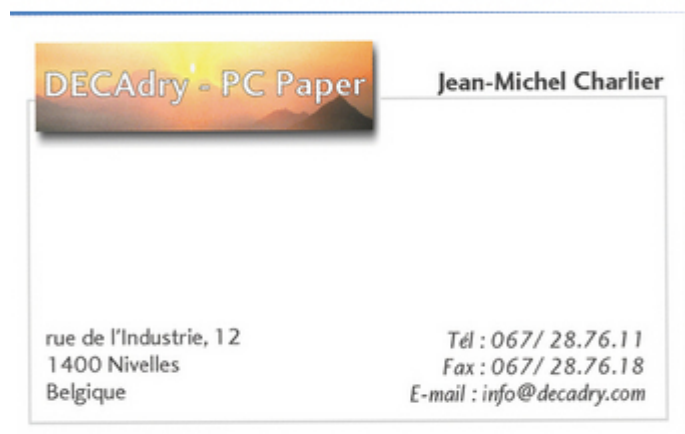 DECAdry - PC Paper
Jean-Michel Charlier
rue de l'Industrie, 12
1400 Nivelles
Belgique
Tél : 067/ 28.76.11
Fax : 067/ 28.76.18
E-mail : info@decadry.com